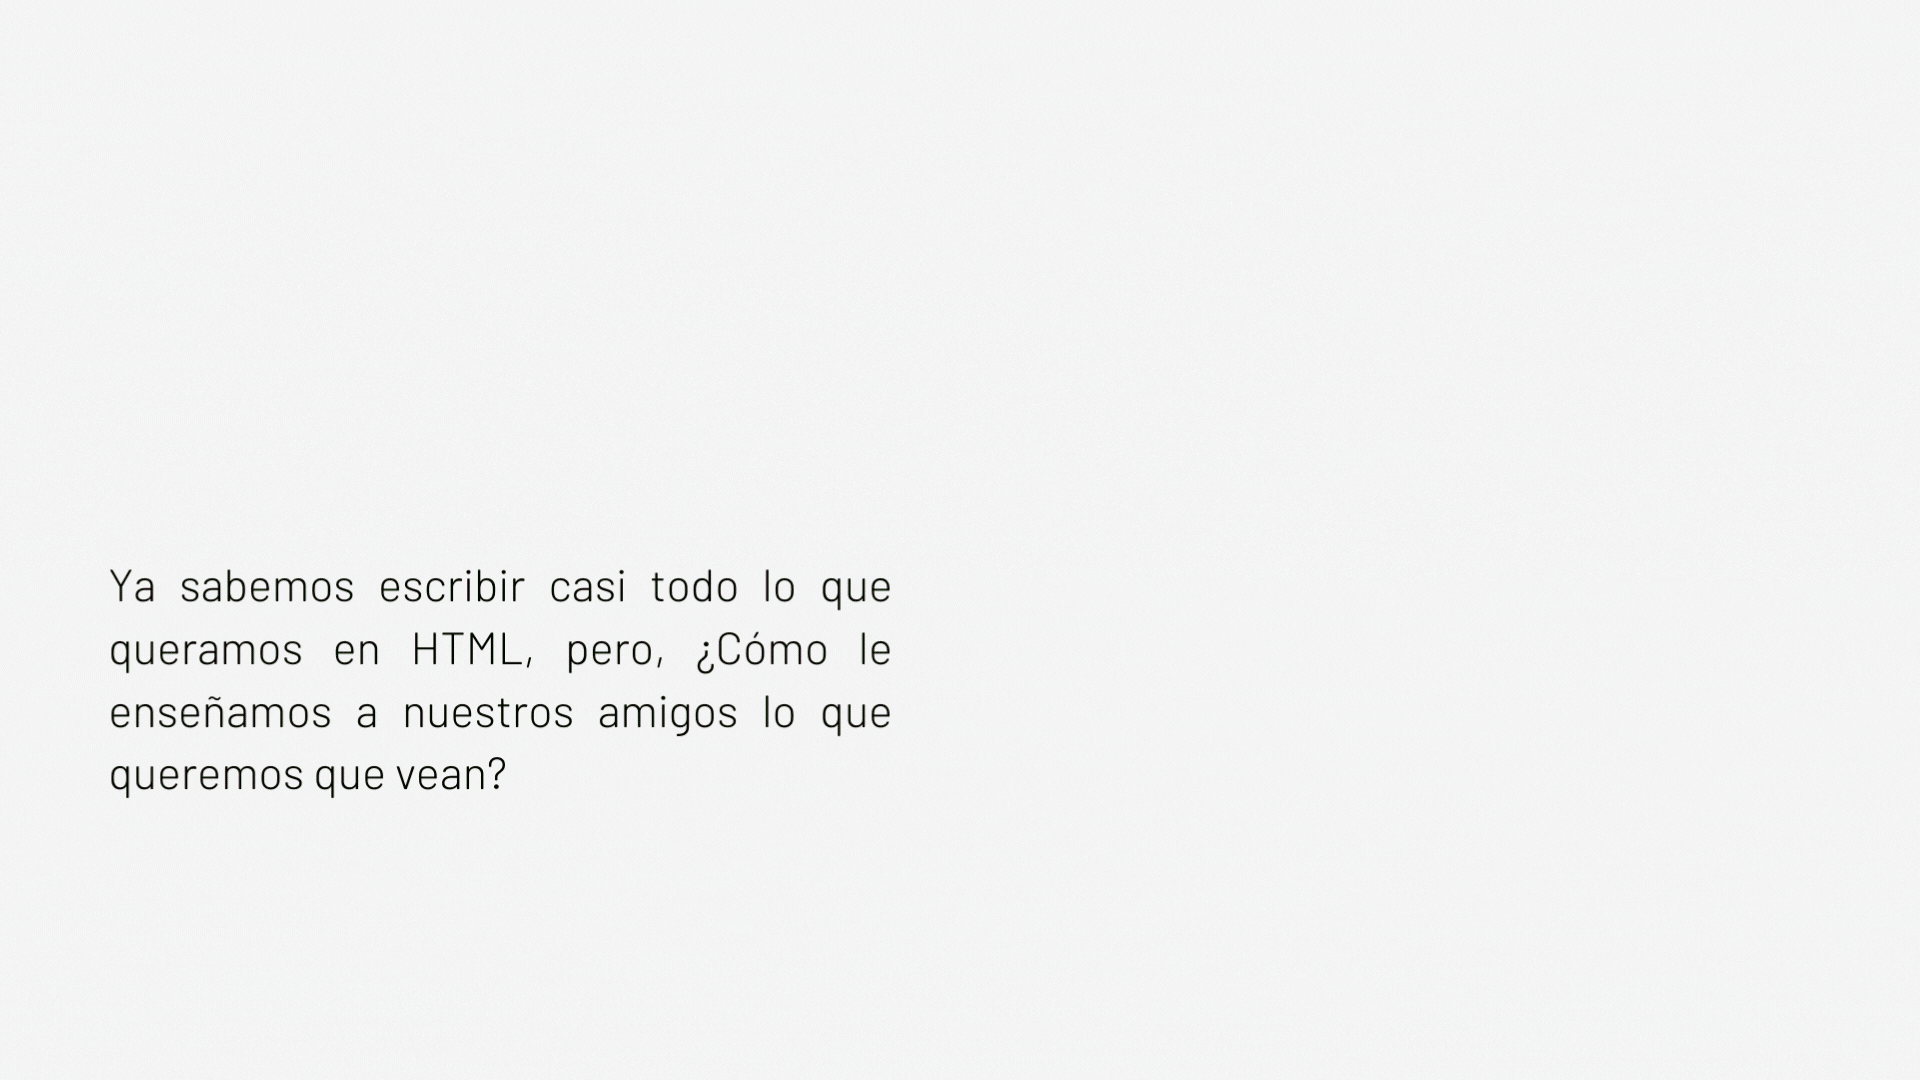 Ya sabemos escribir casi todo lo que
queramos en HTML, pero, ¿Cómo le
enseñamos a nuestros amigos lo que
queremos que vean?